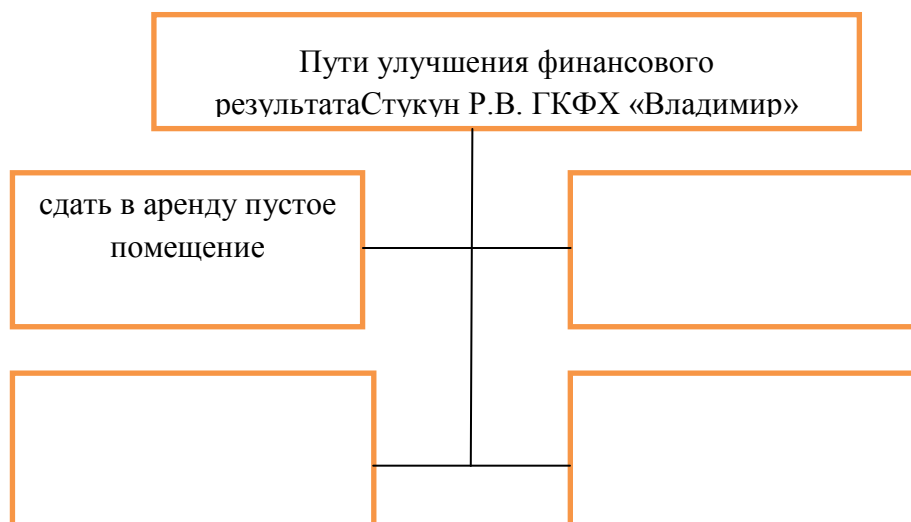 Пути улучшения финансового
результатаСтукун Р.В. ГКФХ «Владимир»
сдать в аренду пустое
помещение